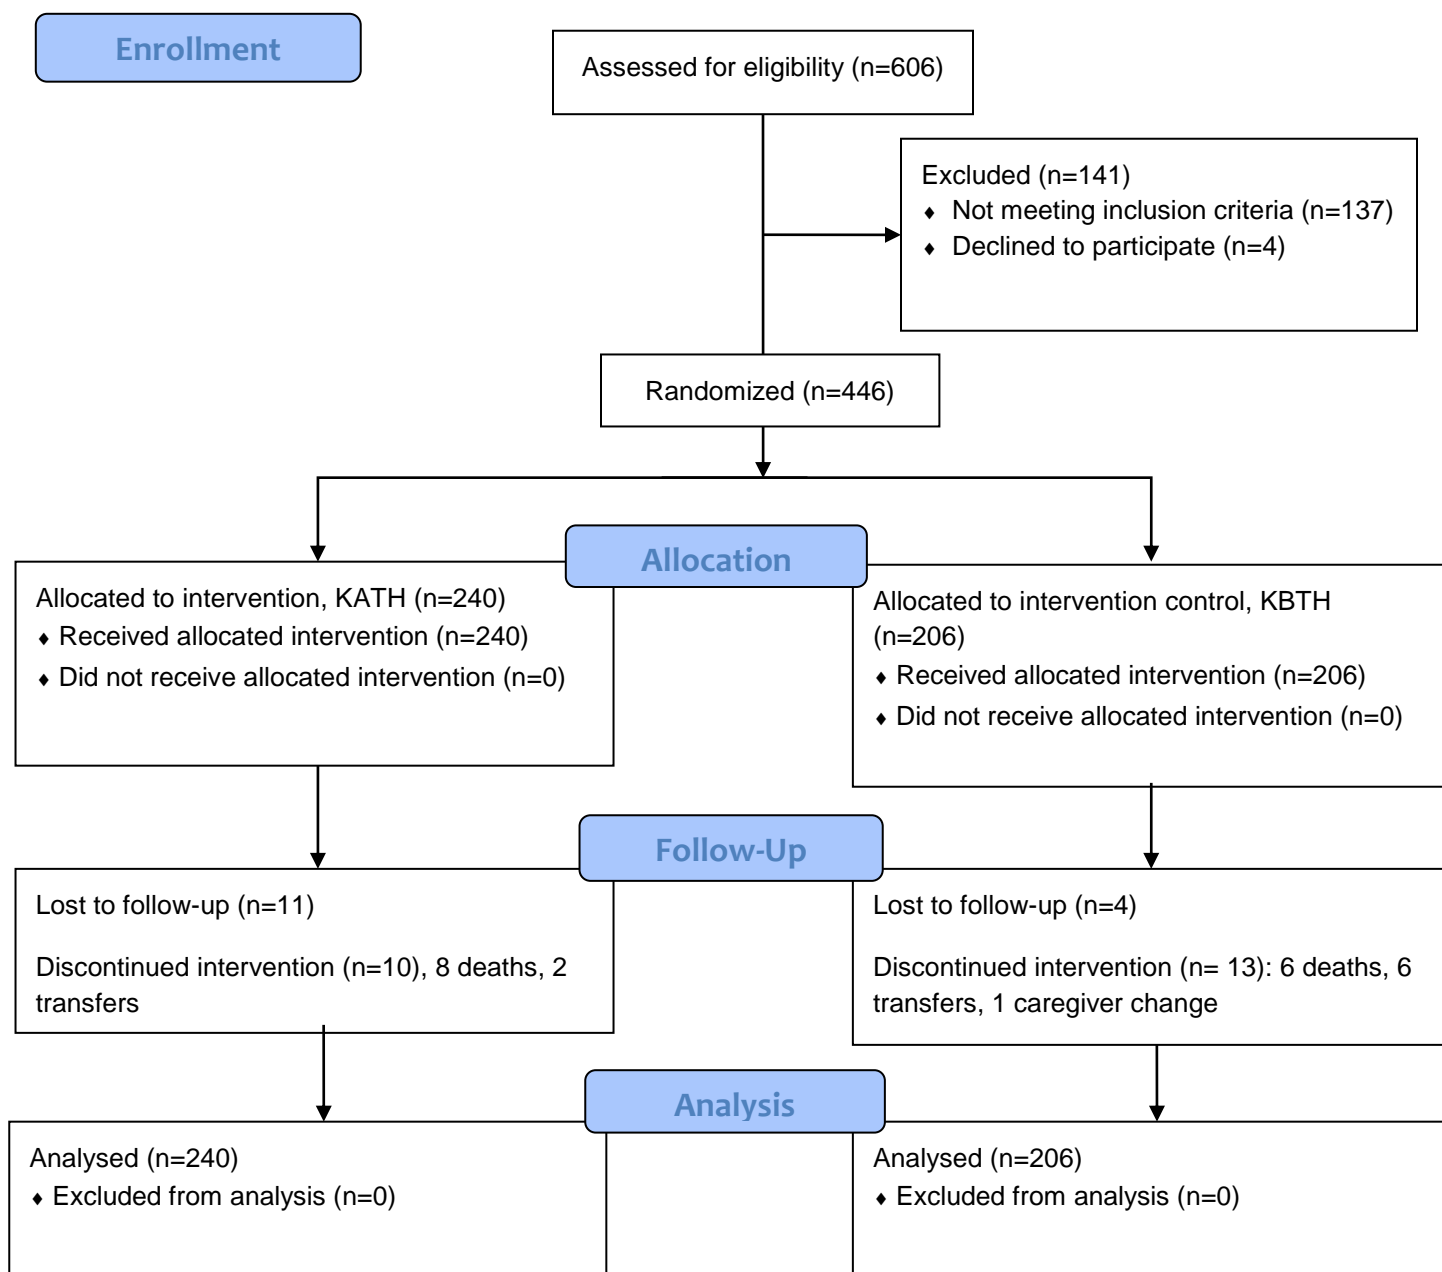 Enrollment
Assessed for eligibility (n=606)
Excluded (n=141)
♦ Not meeting inclusion criteria (n=137)
♦ Declined to participate (n=4)
Randomized (n=446)
Allocation
Allocated to intervention, KATH (n=240)
♦ Received allocated intervention (n=240)
♦ Did not receive allocated intervention (n=0)
Allocated to intervention control, KBTH
(n=206)
♦ Received allocated intervention (n=206)
♦ Did not receive allocated intervention (n=0)
Follow-Up
Lost to follow-up (n=11)
Discontinued intervention (n=10), 8 deaths, 2
transfers
Lost to follow-up (n=4)
Discontinued intervention (n= 13): 6 deaths, 6
transfers, 1 caregiver change
Analysis
Analysed (n=240)
♦ Excluded from analysis (n=0)
Analysed (n=206)
♦ Excluded from analysis (n=0)